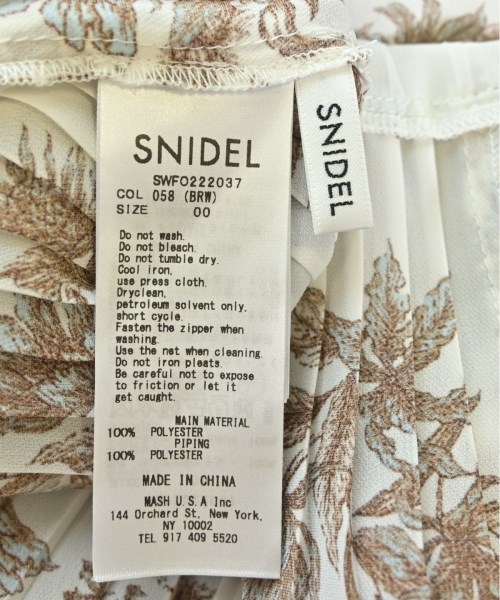 SNIDEL
SWFO222037
COL 058 (BRW)
SIZE 00
Do not wash.
Do not bleach.
Do not tumble dry.
Cool iron,
use press cloth.
Dryclean,
petroleum solvent only,
short cycle.
Fasten the zipper when
washing.
Use the net when cleaning.
Do not iron pleats.
Be careful not to expose
to friction or let it
get caught.
MAIN MATERIAL
100% POLYESTER
PIPING
100% POLYESTER
MADE IN CHINA
MASH U.S.A Inc
144 Orchard St, New York,
NY 10002
TEL 917 409 5520
SNIDEL